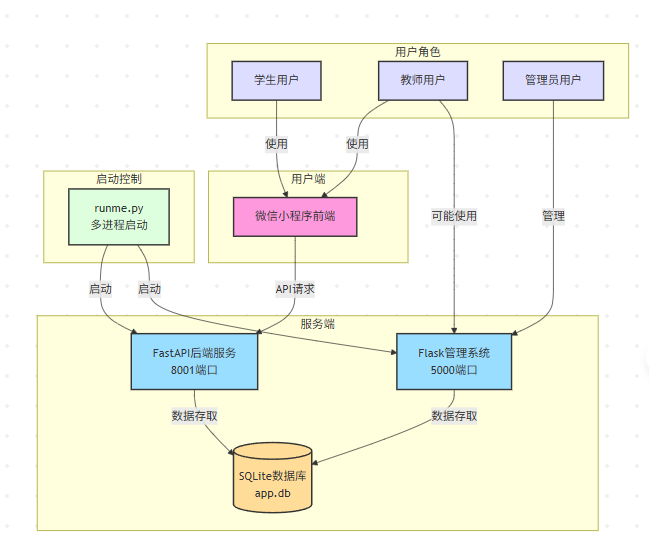 用户角色
学生用户
教师用户
管理员用户
使用
使用
启动控制
用户端
runme.py
多进程启动
微信小程序前端
可能使用
管理
启动
启动
API请求
服务端
FastAPI后端服务
8001端口
Flask管理系统
5000端口
数据存取
数据存取
SQLite数据库
app.db